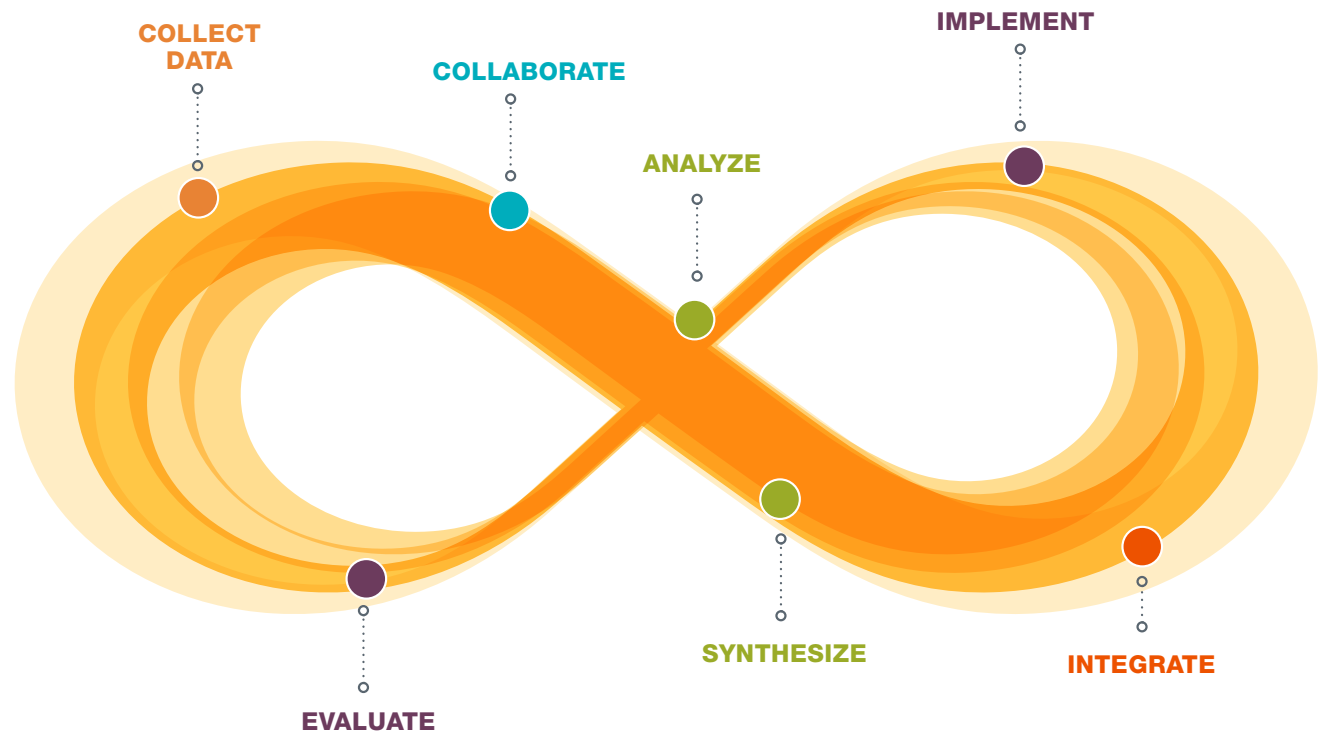 COLLECT
DATA
COLLABORATE
ANALYZE
IMPLEMENT
SYNTHESIZE
INTEGRATE
EVALUATE